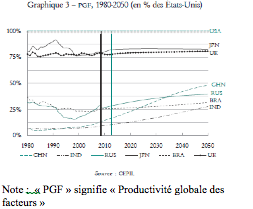 Graphique 3 – PGF, 1980-2050 (en % des États-Unis)
100%
USA
JPN
UE
75%
CHN
50%
RUS
BRA
IND
25%
0%
1980 1990 2000 2010 2020 2030 2040 2050
CHN IND RUS JPN BRA UE
Source : CEPII.
Note : « PGF » signifie « Productivité globale des
facteurs »